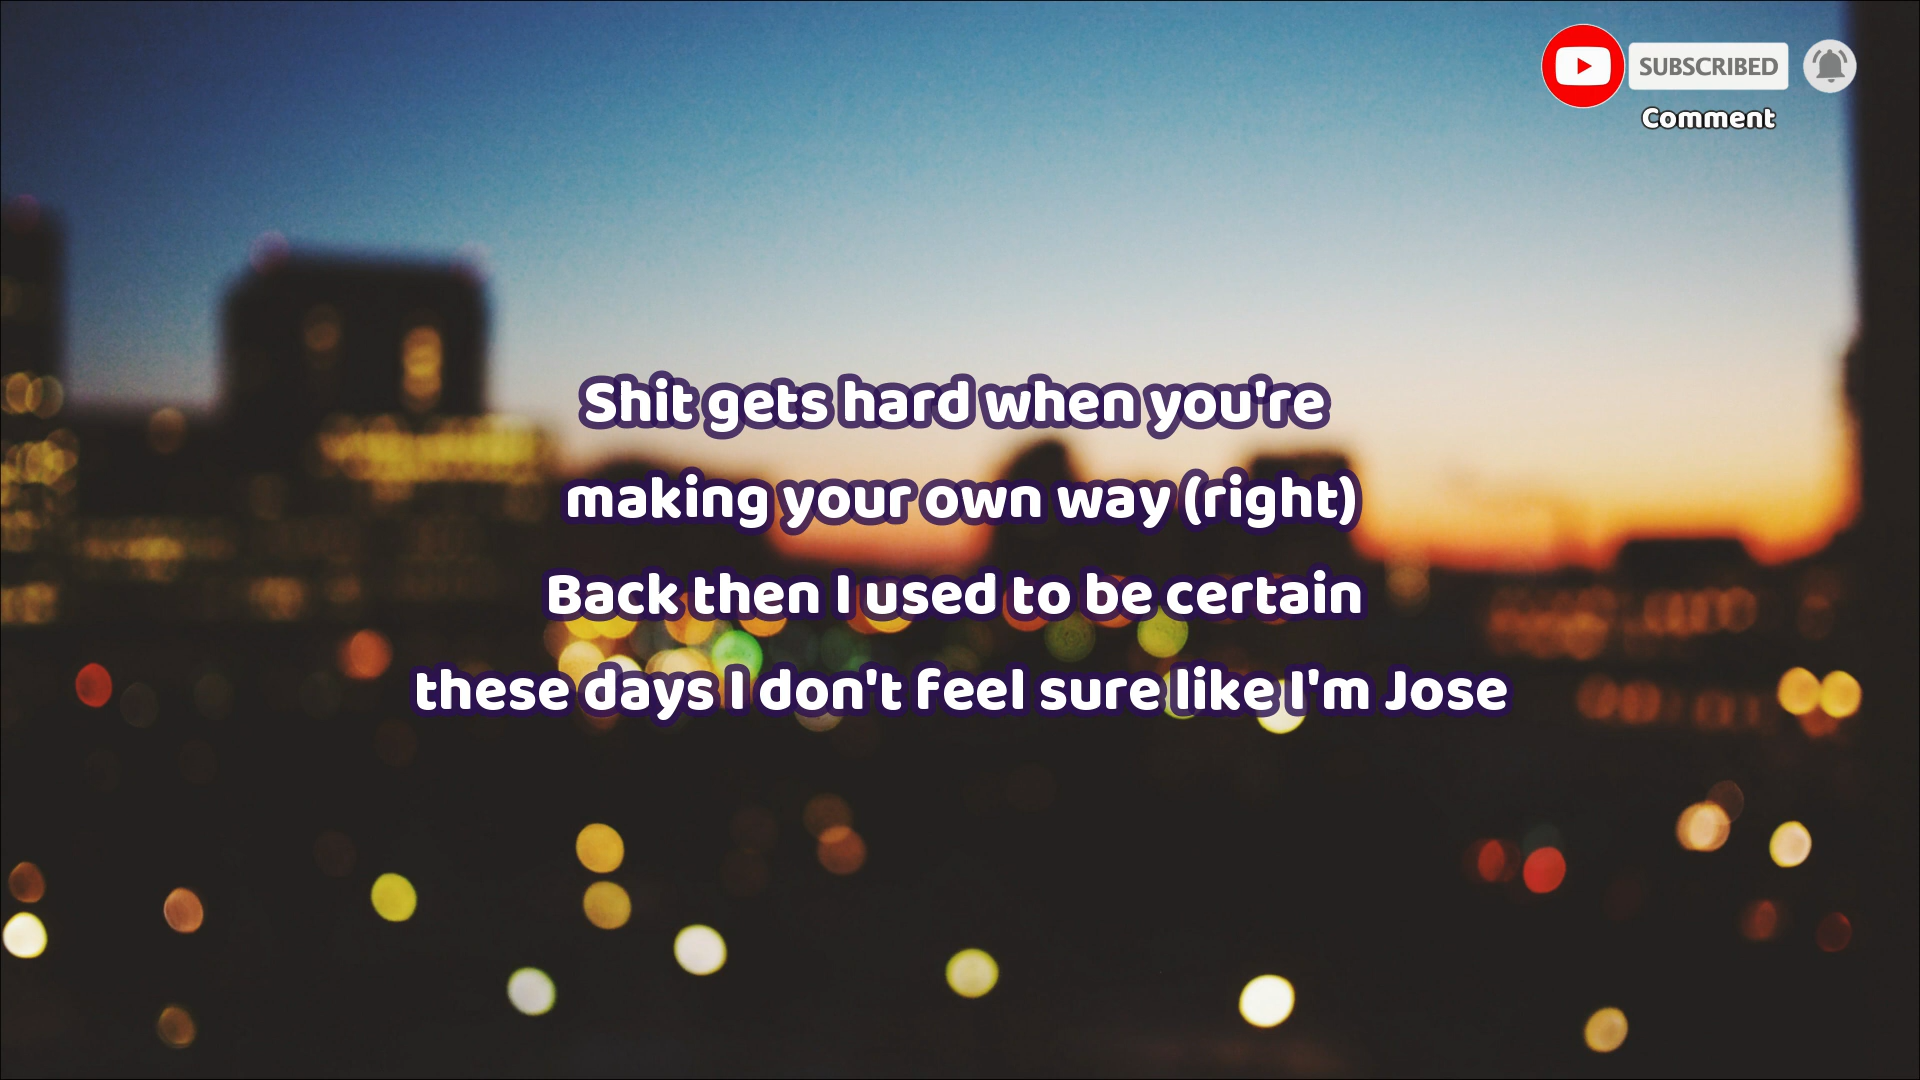 SUBSCRIBED
Comment
Shit gets hard when you're
making your own way (right)
Back then I used to be certain
these days I don't feel sure like I'm Jose